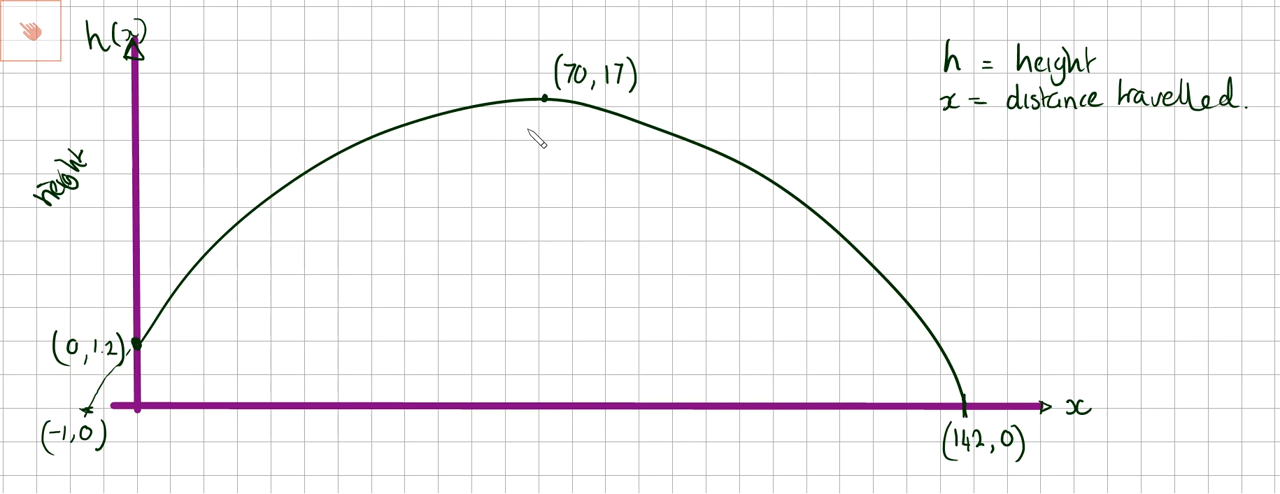 h(x)
(70,17)
h = height
x = distance travelled.
height
(0,1.2)
(-1,0)
x
(142,0)